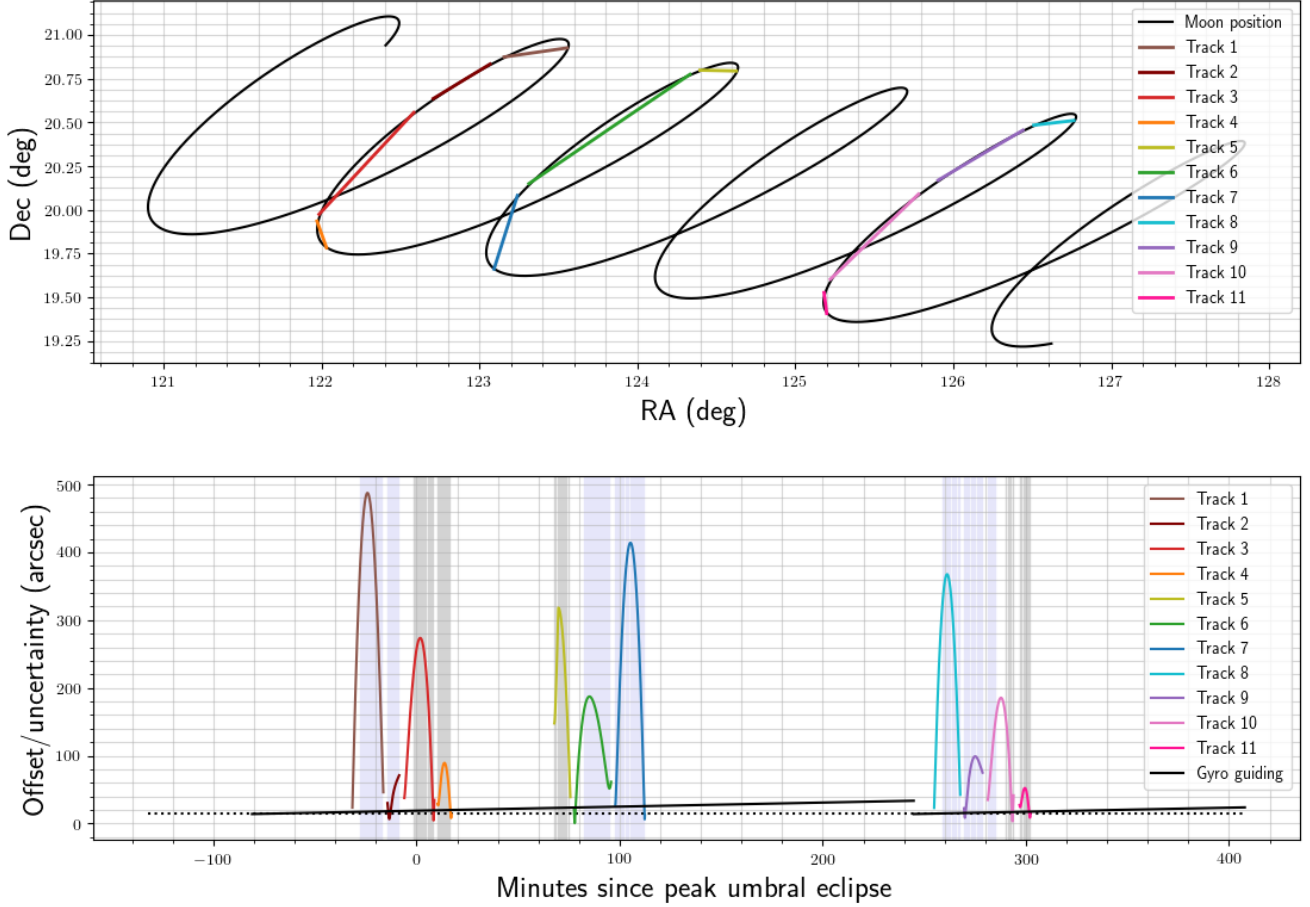 21.00
20.75
20.50
20.25
20.00
19.75
19.50
19.25
Dec (deg)
121 122 123 124 125 126 127 128
RA (deg)
Moon position
Track 1
Track 2
Track 3
Track 4
Track 5
Track 6
Track 7
Track 8
Track 9
Track 10
Track 11
500
400
300
200
100
0
Offset/uncertainty (arcsec)
−100 0 100 200 300 400
Minutes since peak umbral eclipse
Track 1
Track 2
Track 3
Track 4
Track 5
Track 6
Track 7
Track 8
Track 9
Track 10
Track 11
Gyro guiding